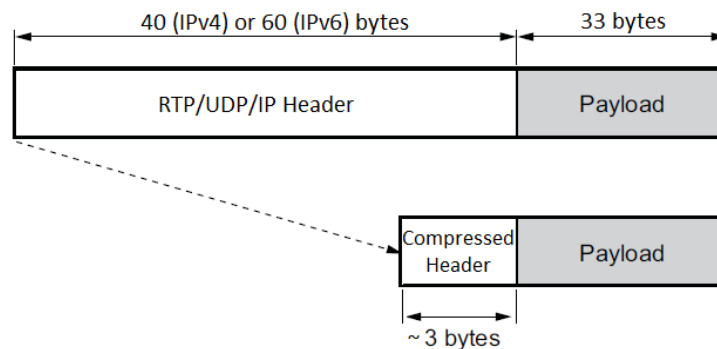 40 (IPv4) or 60 (IPv6) bytes 33 bytes
RTP/UDP/IP Header Payload
Compressed
Header Payload
~ 3 bytes